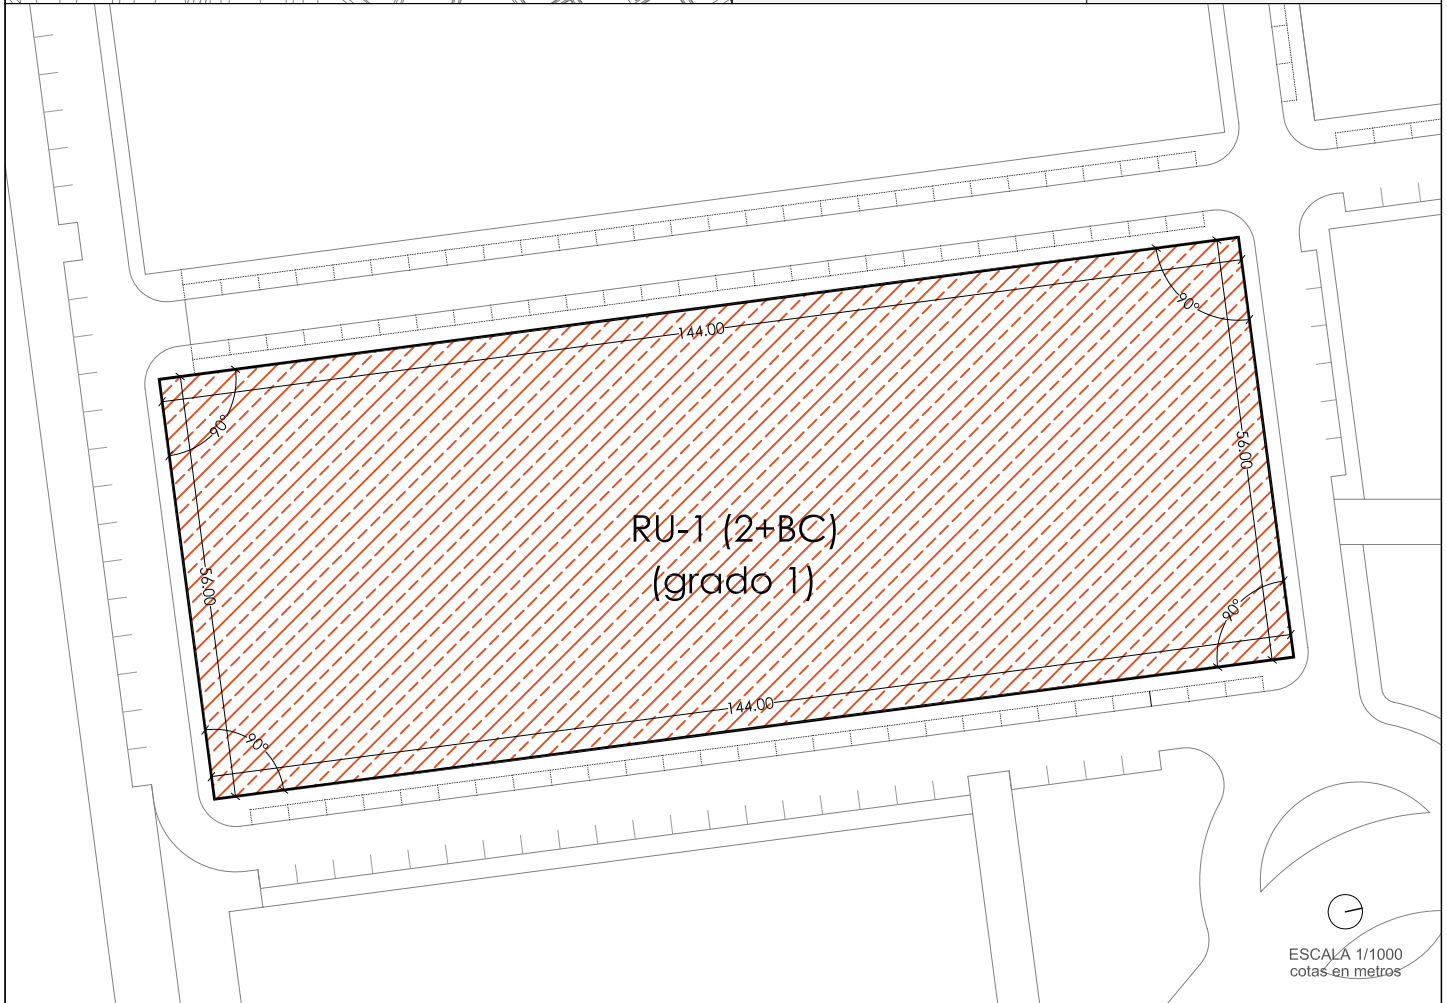 144.00
90°
90°
56.00
RU-1 (2+BC)
(grado 1)
56.00
90°
144.00
90°
ESCALA 1/1000
cotas en metros